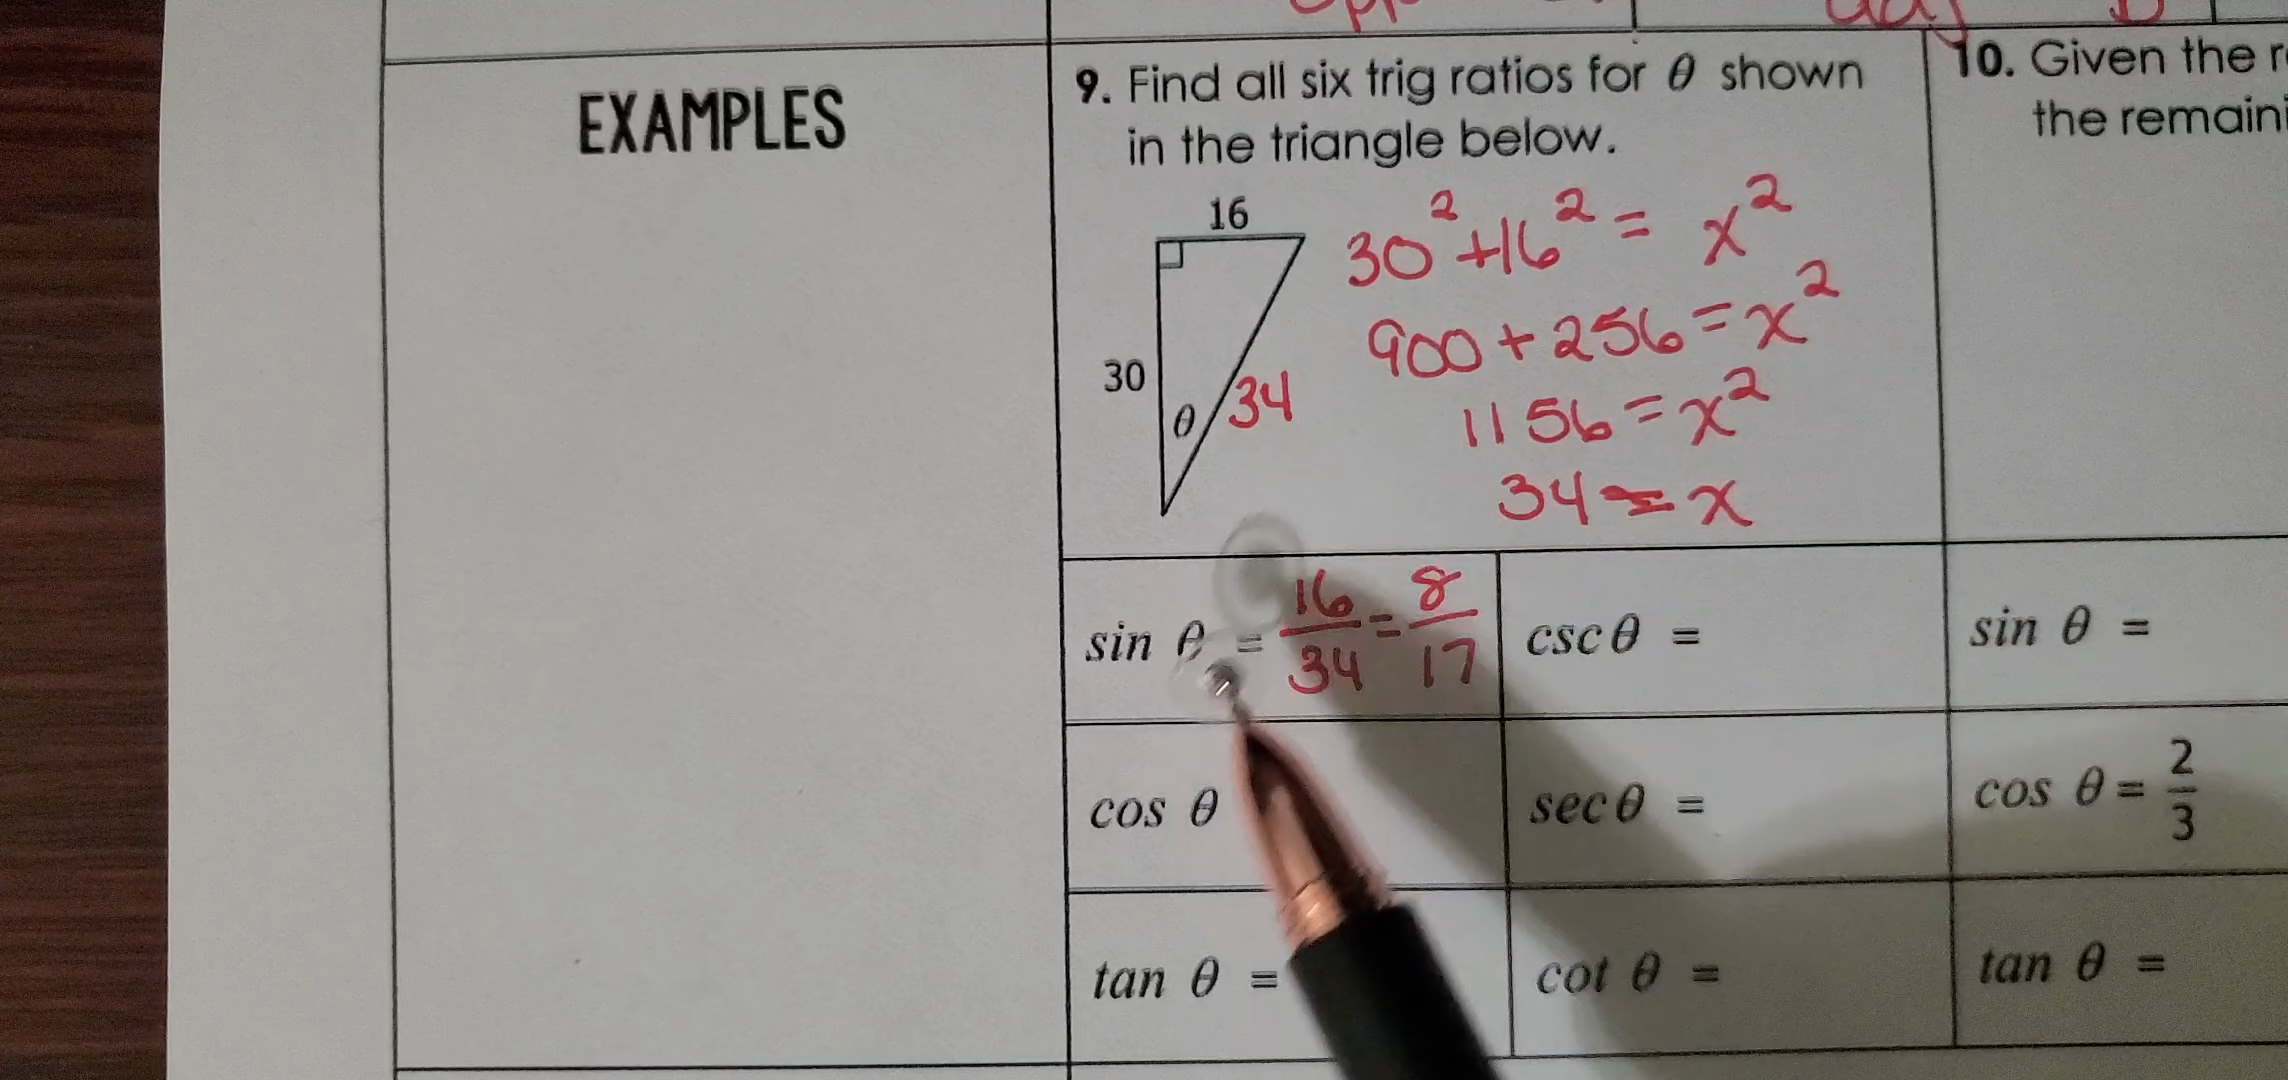 opp
adj
EXAMPLES
9. Find all six trig ratios for θ shown
in the triangle below.
16
30
θ
34
30² + 16² = x²
900 + 256 = x²
1156 = x²
34 = x
10. Given the
the
sin θ = 16/34 = 8/17
csc θ =
sin θ =
cos θ
sec θ =
cos θ = 2/3
tan θ =
cot θ =
tan θ =